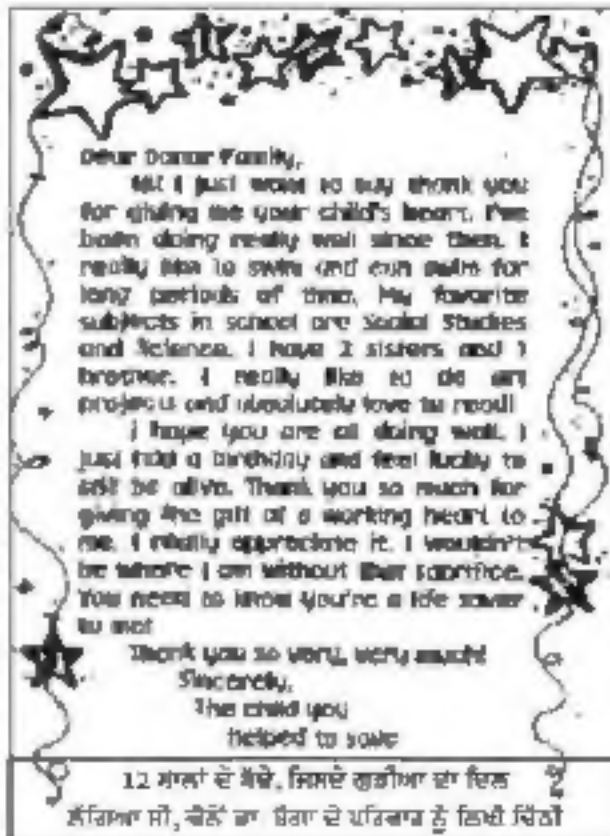 Dear Donor Family,
Hi! I just want to say thank you
for giving me your child's heart. I've
been doing really well since then. I
really like to swim and can swim for
long periods of time. My favorite
subjects in school are Social Studies
and Science. I have 2 sisters and 1
brother. I really like to do art
projects and absolutely love to read!
I hope you are all doing well. I
just had a birthday and feel lucky to
still be alive. Thank you so much for
giving the gift of a working heart to
me. I really appreciate it. I wouldn't
be where I am without that sacrifice.
You need to know you're a life saver
to me!
Thank you so very, very much!
Sincerely,
The child you
helped to save
12 ਸਾਲਾਂ ਦੇ ਬੱਚੇ, ਜਿਸਦੇ ਗੁੜੀਆ ਦਾ ਦਿਲ
ਲੱਗਿਆ ਸੀ, ਵੱਲੋਂ ਡਾ. ਬੱਗਾ ਦੇ ਪਰਿਵਾਰ ਨੂੰ ਲਿਖੀ ਚਿੱਠੀ